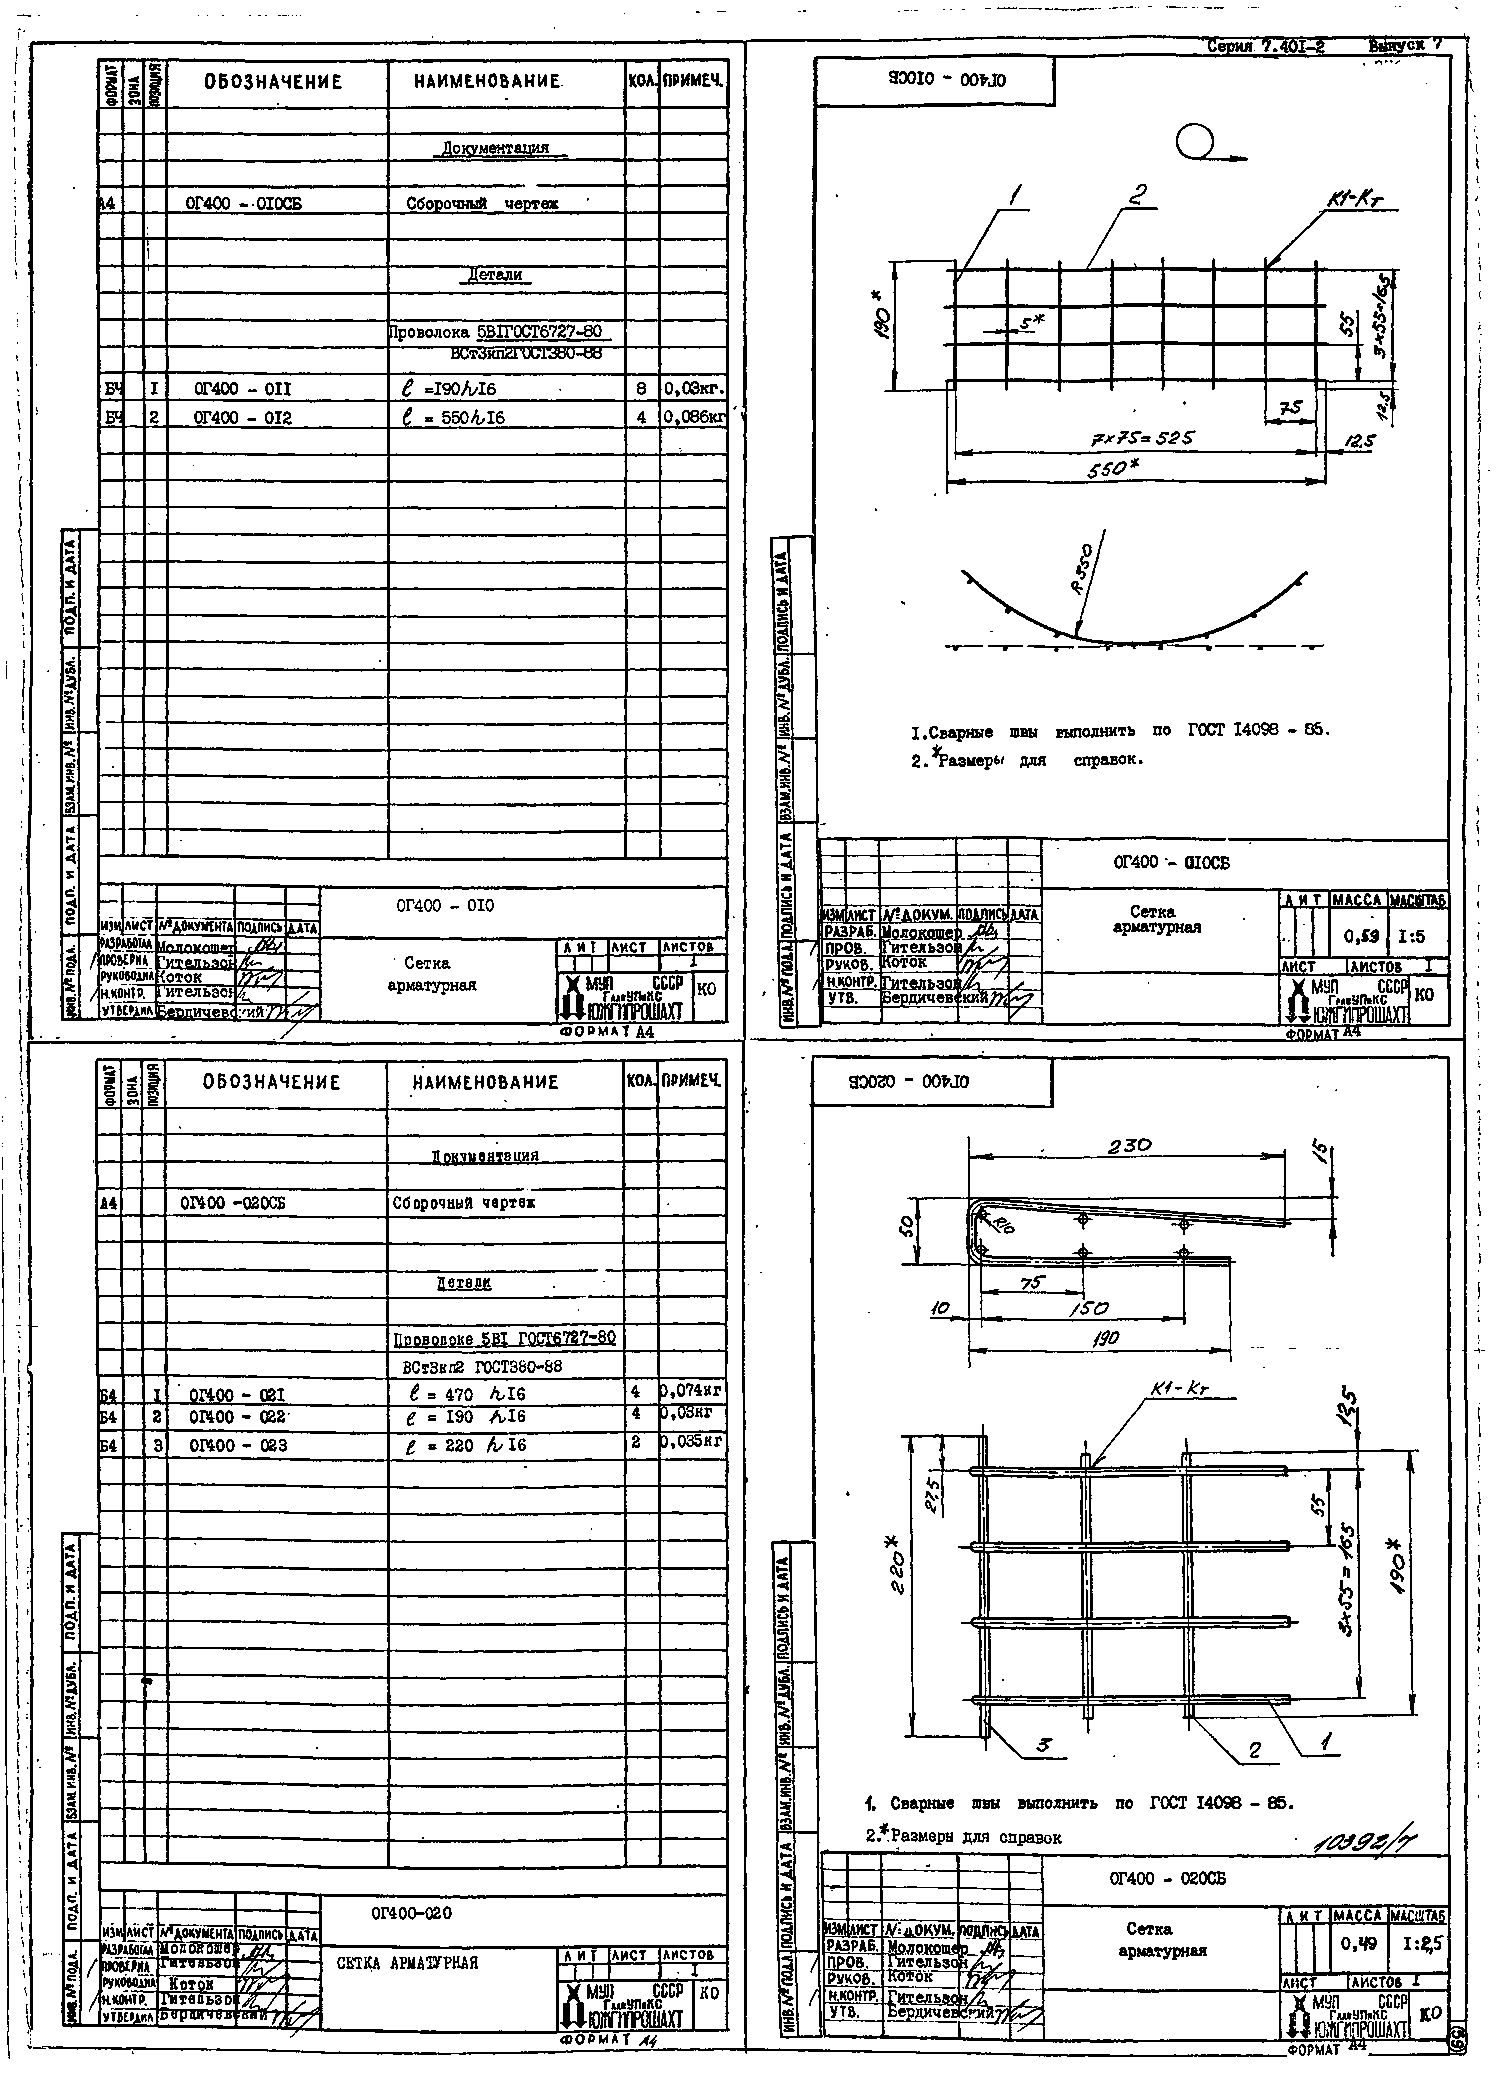 Серия 7.401-2 Выпуск 7
ФОРМАТ ЗОНА ПОЗИЦИЯ ОБОЗНАЧЕНИЕ НАИМЕНОВАНИЕ КОЛ. ПРИМЕЧ.
Документация
А4 ОГ400 - 010СБ Сборочный чертеж
Детали
Проволока 5ВIГОСТ6727-80
ВСт3кп2ГОСТ380-88
БЧ 1 ОГ400 - 011 ℓ =190 h16 8 0,03кг.
БЧ 2 ОГ400 - 012 ℓ = 550 h16 4 0,086кг
ПОДП. И ДАТА
ИНВ. № ДУБЛ.
ВЗАМ. ИНВ. №
ПОДП. И ДАТА
ИНВ. № ПОДЛ.
ОГ400 - 010
ИЗМ. ЛИСТ № ДОКУМЕНТА ПОДПИСЬ ДАТА
РАЗРАБОТАЛ Молокошер
ПРОВЕРИЛ Гительзон
РУКОВОДИЛ Коток
Н.КОНТР. Гительзон
УТВЕРДИЛ Бердичевский
Сетка
арматурная
ЛИТ ЛИСТ ЛИСТОВ
1
МУП СССР
ГлавУПиКС
ЮЖГИПРОШАХТ
КО
ФОРМАТ А4
ОГ400 - 010СБ
1
2
К1-Кт
190*
5*
55
3×55=165
12,5
75
7×75=525
12,5
550*
R350
1.Сварные швы выполнить по ГОСТ 14098 - 85.
2.*Размеры для справок.
ПОДПИСЬ И ДАТА
ИНВ. № ДУБЛ.
ВЗАМ. ИНВ. №
ПОДПИСЬ И ДАТА
ИНВ. № ПОДЛ.
ОГ400 - 010СБ
ИЗМ ЛИСТ № ДОКУМ. ПОДПИСЬ ДАТА
РАЗРАБ. Молокошер
ПРОВ. Гительзон
РУКОВ. Коток
Н.КОНТР. Гительзон
УТВ. Бердичевский
Сетка
арматурная
ЛИТ МАССА МАСШТАБ
0,59 1:5
ЛИСТ ЛИСТОВ 1
МУП СССР
ГлавУПиКС
ЮЖГИПРОШАХТ
КО
ФОРМАТ А4
ФОРМАТ ЗОНА ПОЗИЦИЯ ОБОЗНАЧЕНИЕ НАИМЕНОВАНИЕ КОЛ. ПРИМЕЧ.
Документация
А4 ОГ400 -020СБ Сборочный чертеж
Детали
Проволока 5ВI ГОСТ6727-80
ВСт3кп2 ГОСТ380-88
Б4 1 ОГ400 - 021 ℓ = 470 h16 4 0,074кг
Б4 2 ОГ400 - 022 ℓ = 190 h16 4 0,03кг
Б4 3 ОГ400 - 023 ℓ = 220 h16 2 0,035кг
ПОДП. И ДАТА
ИНВ. № ДУБЛ.
ВЗАМ. ИНВ. №
ПОДП. И ДАТА
ИНВ. № ПОДЛ.
ОГ400-020
ИЗМ. ЛИСТ № ДОКУМЕНТА ПОДПИСЬ ДАТА
РАЗРАБОТАЛ Молокошер
ПРОВЕРИЛ Гительзон
РУКОВОДИЛ Коток
Н.КОНТР. Гительзон
УТВЕРДИЛ Бердичевский
СЕТКА АРМАТУРНАЯ
ЛИТ ЛИСТ ЛИСТОВ
1
МУП СССР
ГлавУПиКС
ЮЖГИПРОШАХТ
КО
ФОРМАТ А4
ОГ400 - 020СБ
230
15
50
R10
75
10
150
190
К1-Кт
12,5
27,5
220*
55
3×55=165
190*
3
2
1
1. Сварные швы выполнить по ГОСТ 14098 - 85.
2.*Размеры для справок
10392/7
ПОДПИСЬ И ДАТА
ИНВ. № ДУБЛ.
ВЗАМ. ИНВ. №
ПОДПИСЬ И ДАТА
ИНВ. № ПОДЛ.
ОГ400 - 020СБ
ИЗМ ЛИСТ № ДОКУМ. ПОДПИСЬ ДАТА
РАЗРАБ. Молокошер
ПРОВ. Гительзон
РУКОВ. Коток
Н.КОНТР. Гительзон
УТВ. Бердичевский
Сетка
арматурная
ЛИТ МАССА МАСШТАБ
0,49 1:2,5
ЛИСТ ЛИСТОВ 1
МУП СССР
ГлавУПиКС
ЮЖГИПРОШАХТ
КО
ФОРМАТ А4